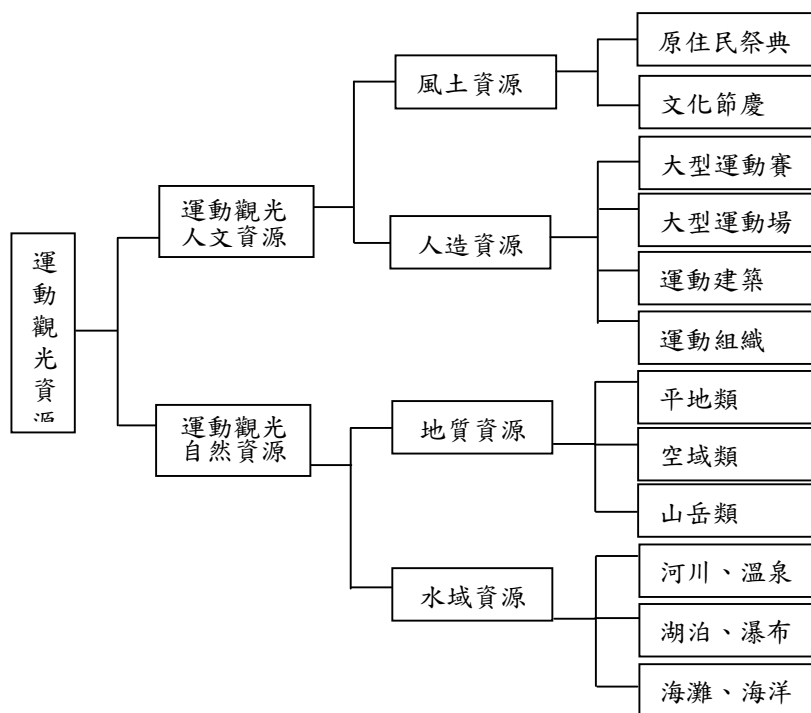 運動觀光資源
運動觀光
人文資源
運動觀光
自然資源
風土資源
人造資源
地質資源
水域資源
原住民祭典
文化節慶
大型運動賽
大型運動場
運動建築
運動組織
平地類
空域類
山岳類
河川、溫泉
湖泊、瀑布
海灘、海洋